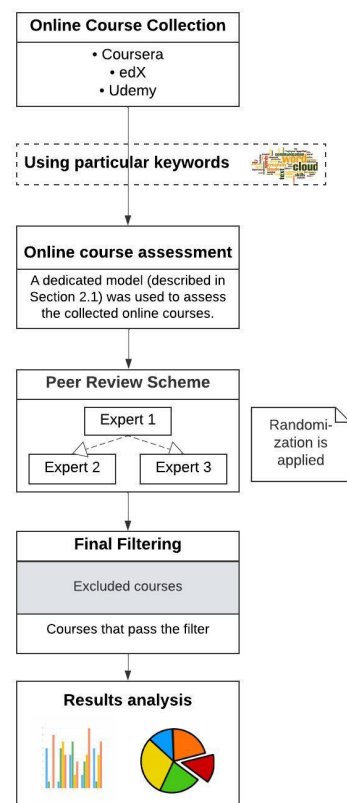 Online Course Collection
• Coursera
• edX
• Udemy
Using particular keywords
word
cloud
Online course assessment
A dedicated model (described in
Section 2.1) was used to assess
the collected online courses.
Peer Review Scheme
Expert 1
Expert 2
Expert 3
Randomi-
zation is
applied
Final Filtering
Excluded courses
Courses that pass the filter
Results analysis